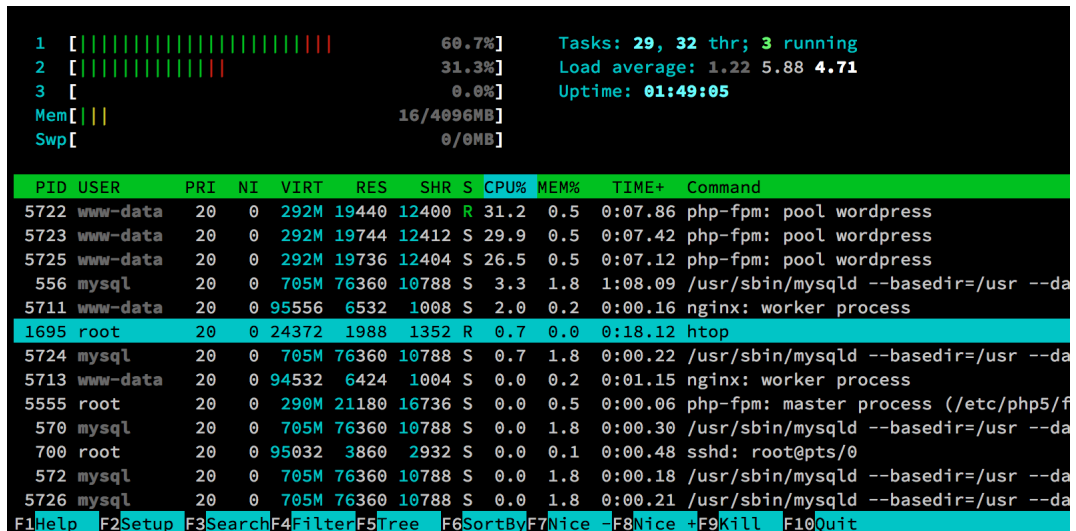 1 [||||||||||||||||||||||| 60.7%] Tasks: 29, 32 thr; 3 running
2 [||||||||||||| 31.3%] Load average: 1.22 5.88 4.71
3 [ 0.0%] Uptime: 01:49:05
Mem[||| 16/4096MB]
Swp[ 0/0MB]
PID USER PRI NI VIRT RES SHR S CPU% MEM% TIME+ Command
5722 www-data 20 0 292M 19440 12400 R 31.2 0.5 0:07.86 php-fpm: pool wordpress
5723 www-data 20 0 292M 19744 12412 S 29.9 0.5 0:07.42 php-fpm: pool wordpress
5725 www-data 20 0 292M 19736 12404 S 26.5 0.5 0:07.12 php-fpm: pool wordpress
556 mysql 20 0 705M 76360 10788 S 3.3 1.8 1:08.09 /usr/sbin/mysqld --basedir=/usr --da
5711 www-data 20 0 95556 6532 1008 S 2.0 0.2 0:00.16 nginx: worker process
1695 root 20 0 24372 1988 1352 R 0.7 0.0 0:18.12 htop
5724 mysql 20 0 705M 76360 10788 S 0.7 1.8 0:00.22 /usr/sbin/mysqld --basedir=/usr --da
5713 www-data 20 0 94532 6424 1004 S 0.0 0.2 0:01.15 nginx: worker process
5555 root 20 0 290M 21180 16736 S 0.0 0.5 0:00.06 php-fpm: master process (/etc/php5/f
570 mysql 20 0 705M 76360 10788 S 0.0 1.8 0:00.30 /usr/sbin/mysqld --basedir=/usr --da
700 root 20 0 95032 3860 2932 S 0.0 0.1 0:00.48 sshd: root@pts/0
572 mysql 20 0 705M 76360 10788 S 0.0 1.8 0:00.18 /usr/sbin/mysqld --basedir=/usr --da
5726 mysql 20 0 705M 76360 10788 S 0.0 1.8 0:00.21 /usr/sbin/mysqld --basedir=/usr --da
F1Help F2Setup F3SearchF4FilterF5Tree F6SortByF7Nice -F8Nice +F9Kill F10Quit